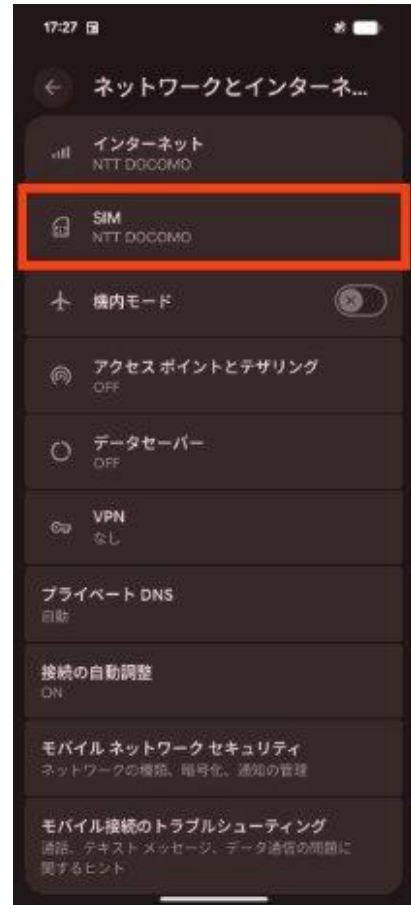 17:27
ネットワークとインターネ...
インターネット
NTT DOCOMO
SIM
NTT DOCOMO
機内モード
アクセス ポイントとテザリング
OFF
データセーバー
OFF
VPN
なし
プライベート DNS
自動
接続の自動調整
ON
モバイル ネットワーク セキュリティ
ネットワークの種類、暗号化、通知の管理
モバイル接続のトラブルシューティング
通話、テキスト メッセージ、データ通信の問題に
関するヒント